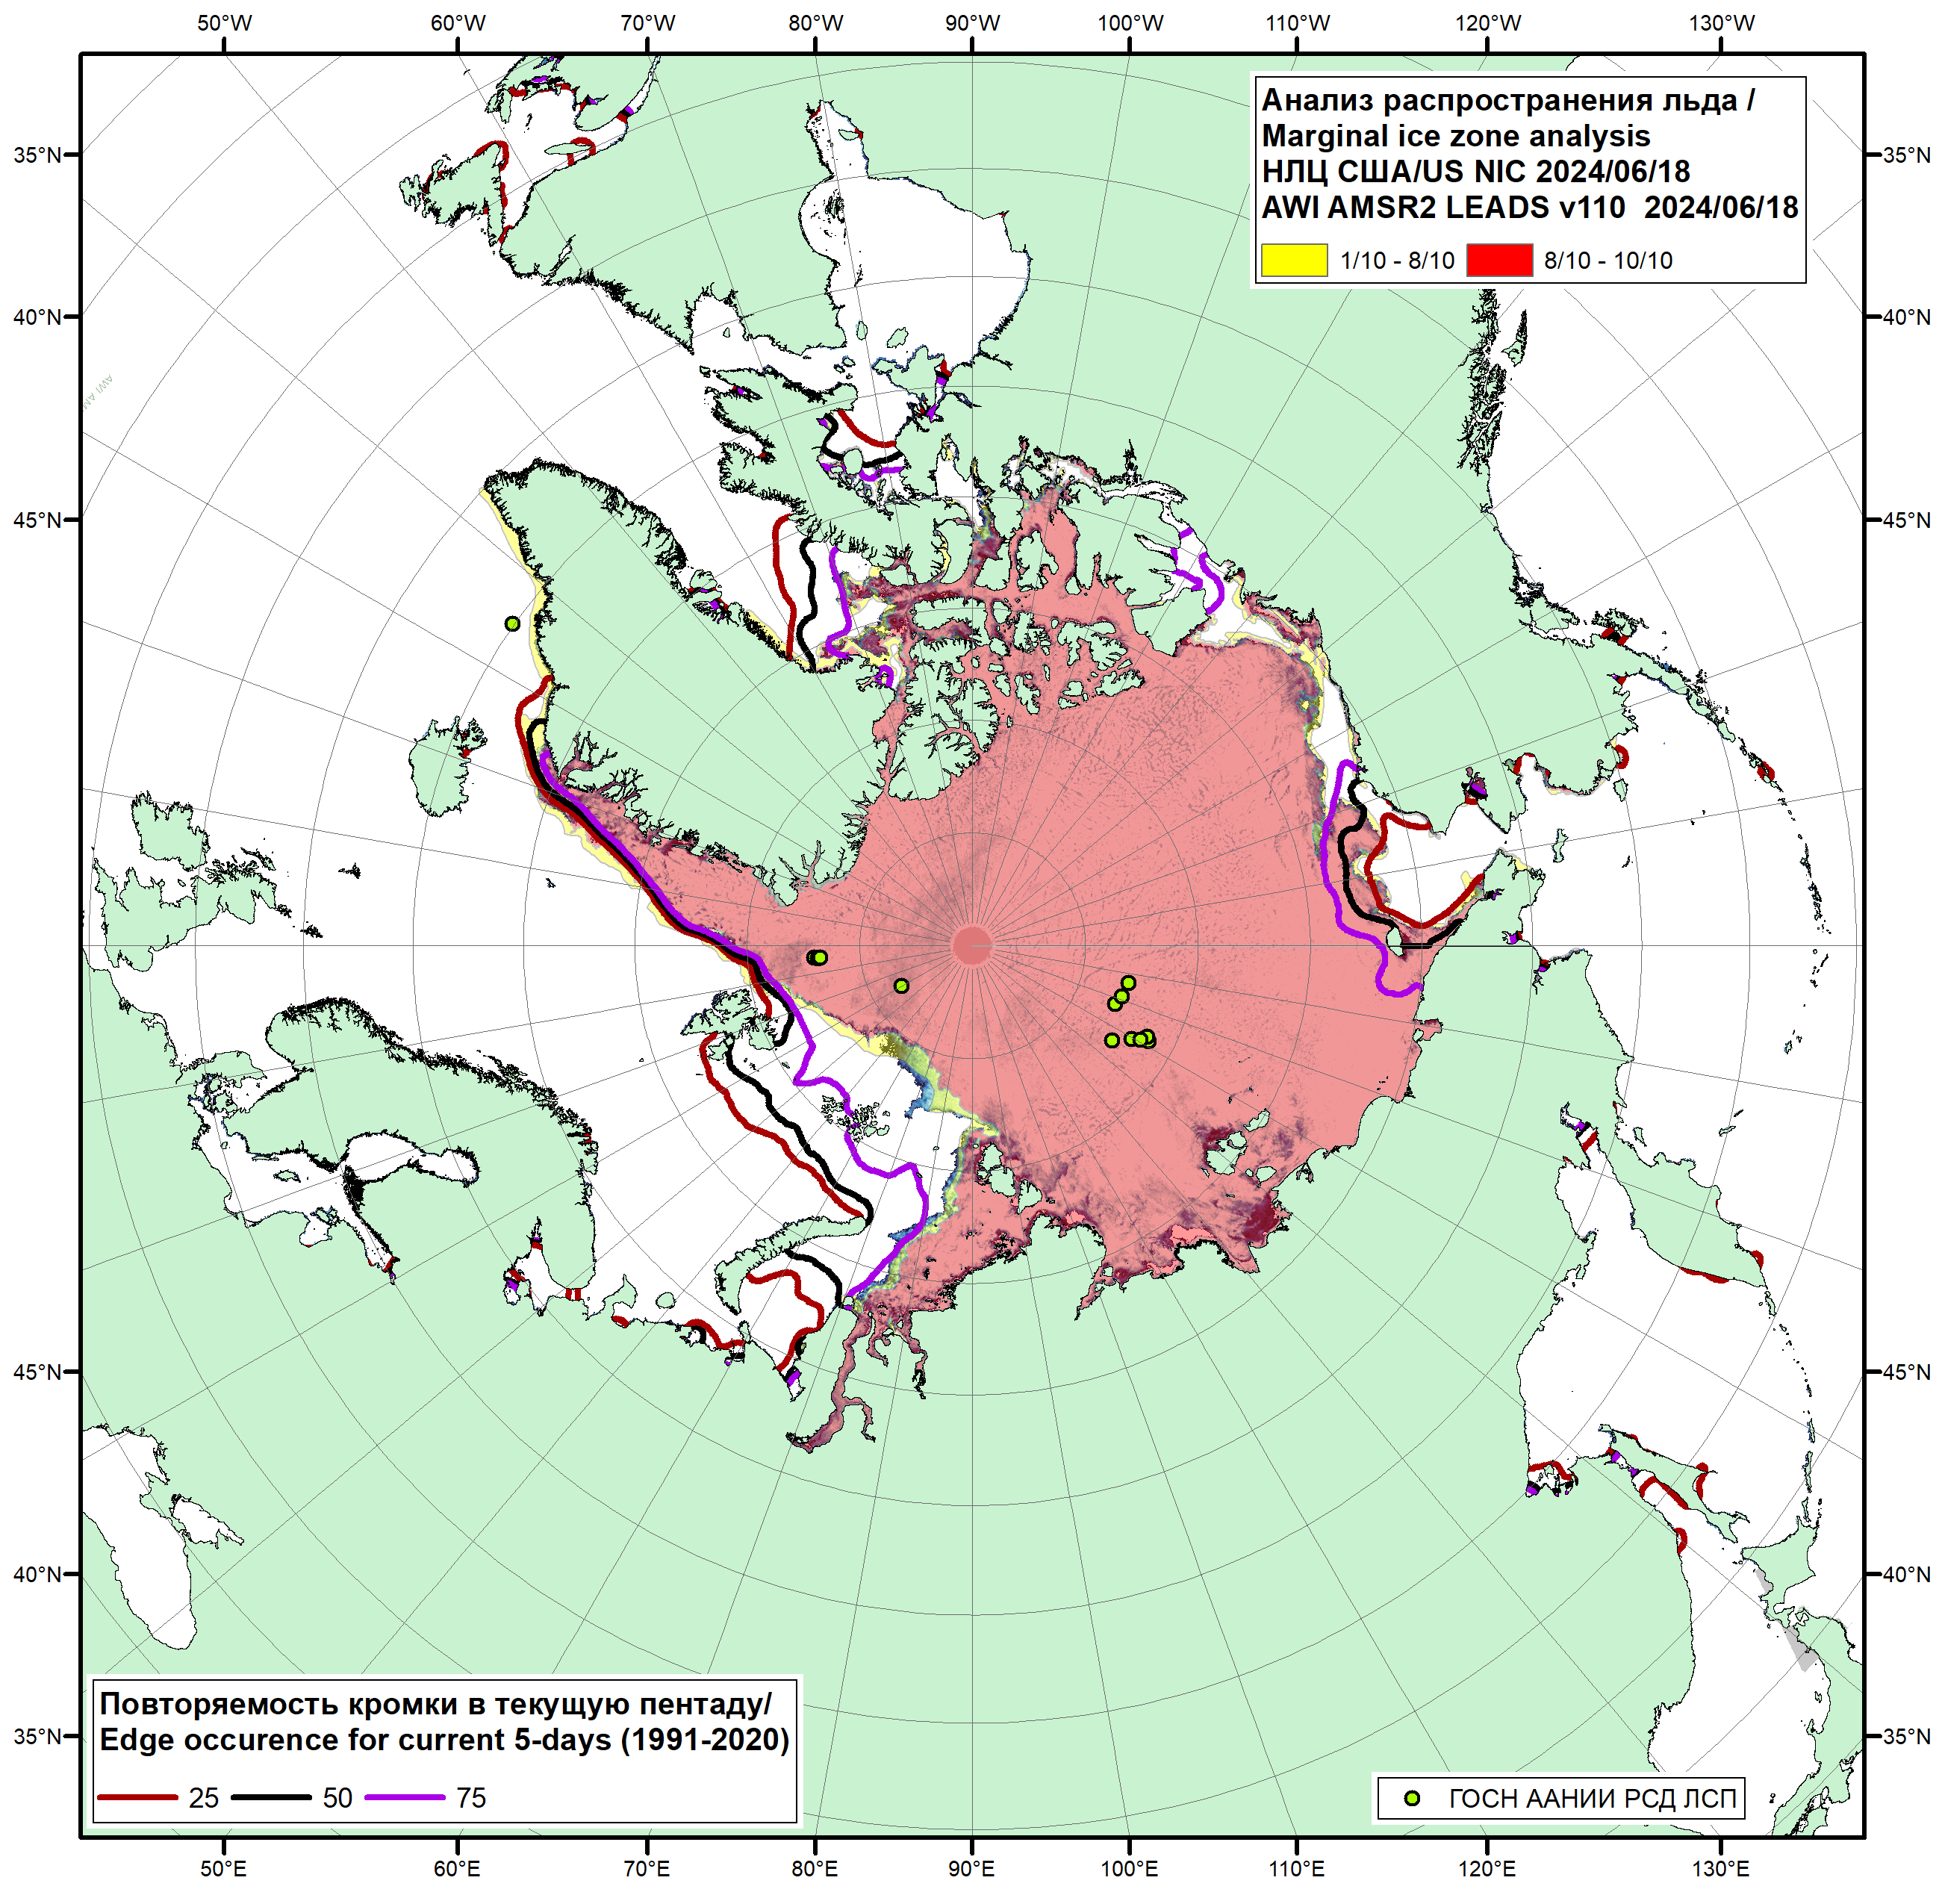 50°W 60°W 70°W 80°W 90°W 100°W 110°W 120°W 130°W
Анализ распространения льда /
Marginal ice zone analysis
НЛЦ США/US NIC 2024/06/18
AWI AMSR2 LEADS v110 2024/06/18
1/10 - 8/10 8/10 - 10/10
35°N 35°N
40°N 40°N
AWI AM
45°N 45°N
45°N 45°N
40°N 40°N
35°N 35°N
Повторяемость кромки в текущую пентаду/
Edge occurence for current 5-days (1991-2020)
25 50 75
ГОСН ААНИИ РСД ЛСП
50°E 60°E 70°E 80°E 90°E 100°E 110°E 120°E 130°E